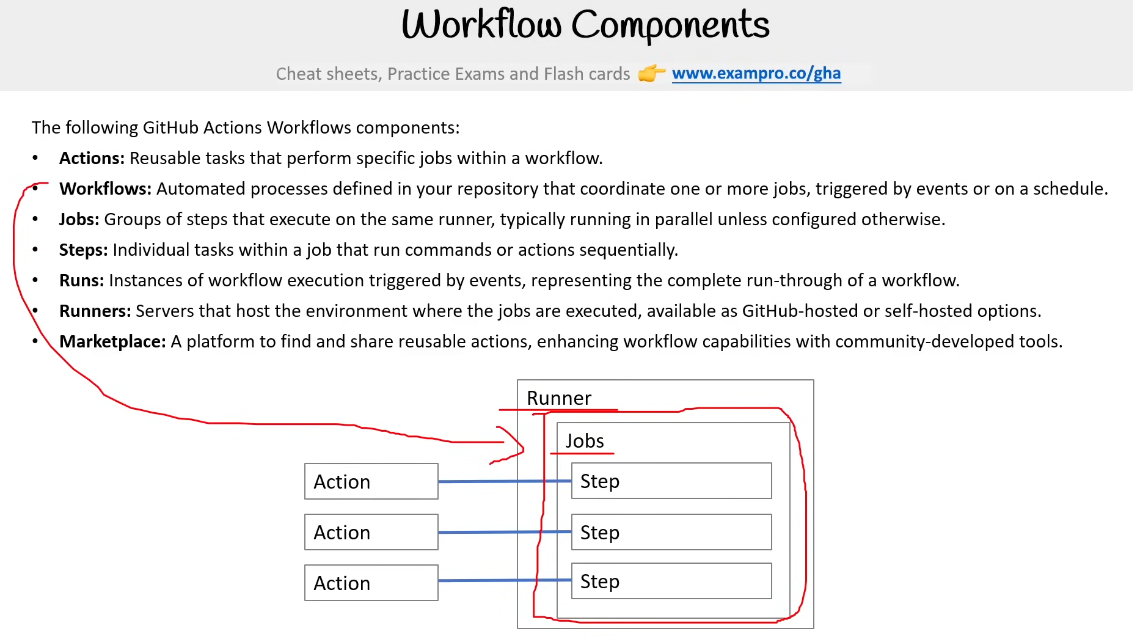 Workflow Components
Cheat sheets, Practice Exams and Flash cards 👉 www.exampro.co/gha
The following GitHub Actions Workflows components:
• Actions: Reusable tasks that perform specific jobs within a workflow.
• Workflows: Automated processes defined in your repository that coordinate one or more jobs, triggered by events or on a schedule.
• Jobs: Groups of steps that execute on the same runner, typically running in parallel unless configured otherwise.
• Steps: Individual tasks within a job that run commands or actions sequentially.
• Runs: Instances of workflow execution triggered by events, representing the complete run-through of a workflow.
• Runners: Servers that host the environment where the jobs are executed, available as GitHub-hosted or self-hosted options.
• Marketplace: A platform to find and share reusable actions, enhancing workflow capabilities with community-developed tools.
Runner
Jobs
Action Step
Action Step
Action Step